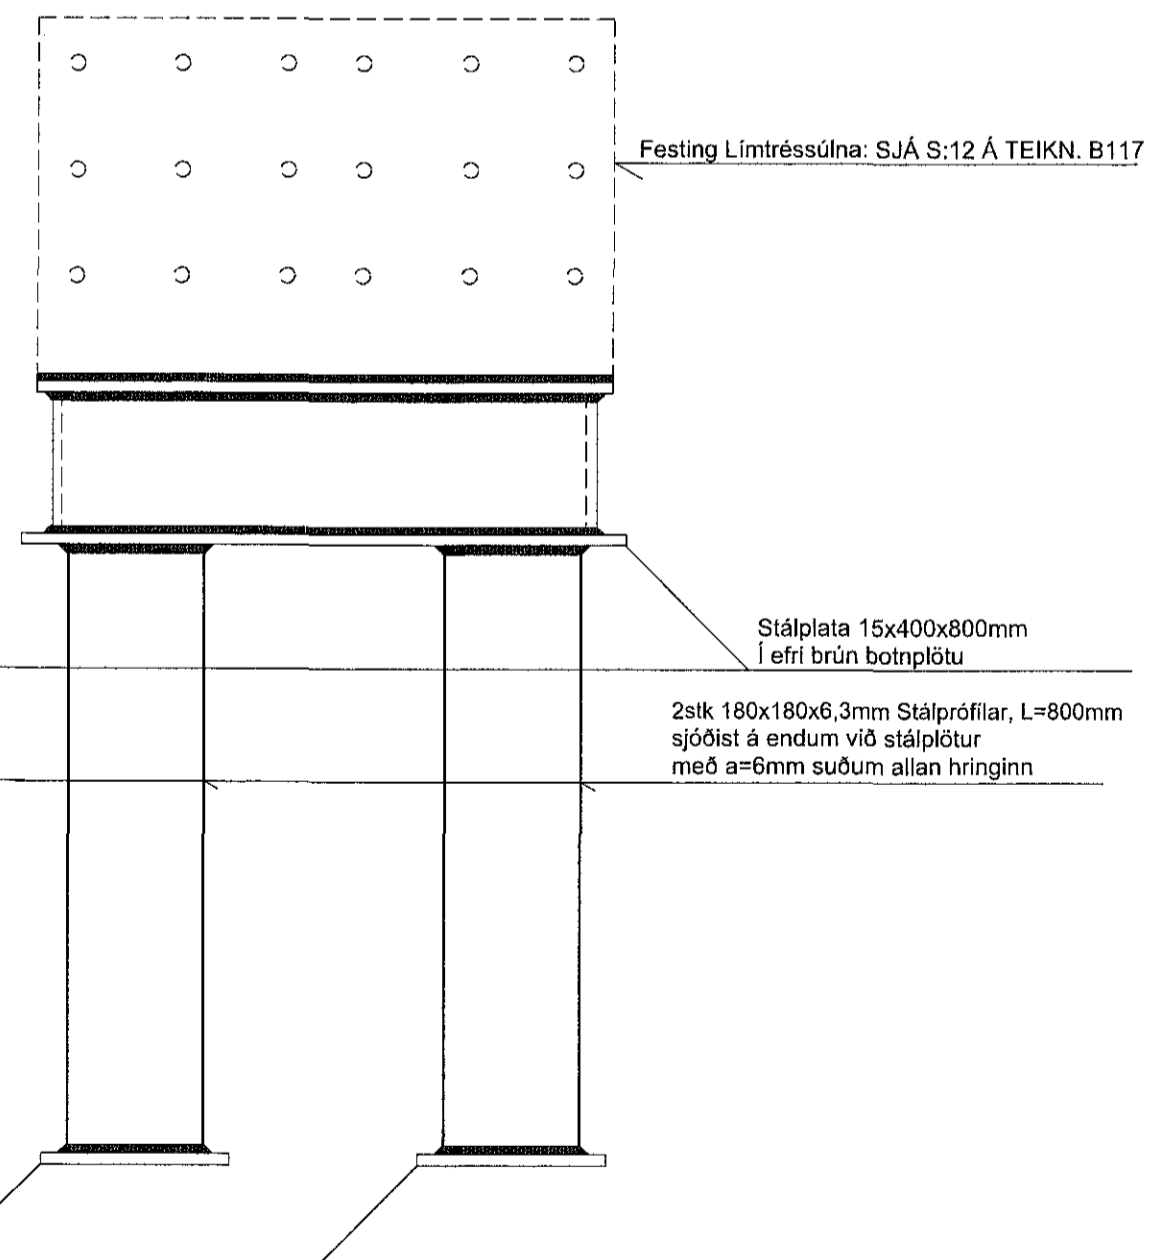 Festing Límtréssúlna: SJÁ S:12 Á TEIKN. B117
Stálplata 15x400x800mm
Í efri brún botnplötu
2stk 180x180x6,3mm Stálprófílar, L=800mm
sjóðist á endum við stálplötur
með a=6mm suðum allan hringinn